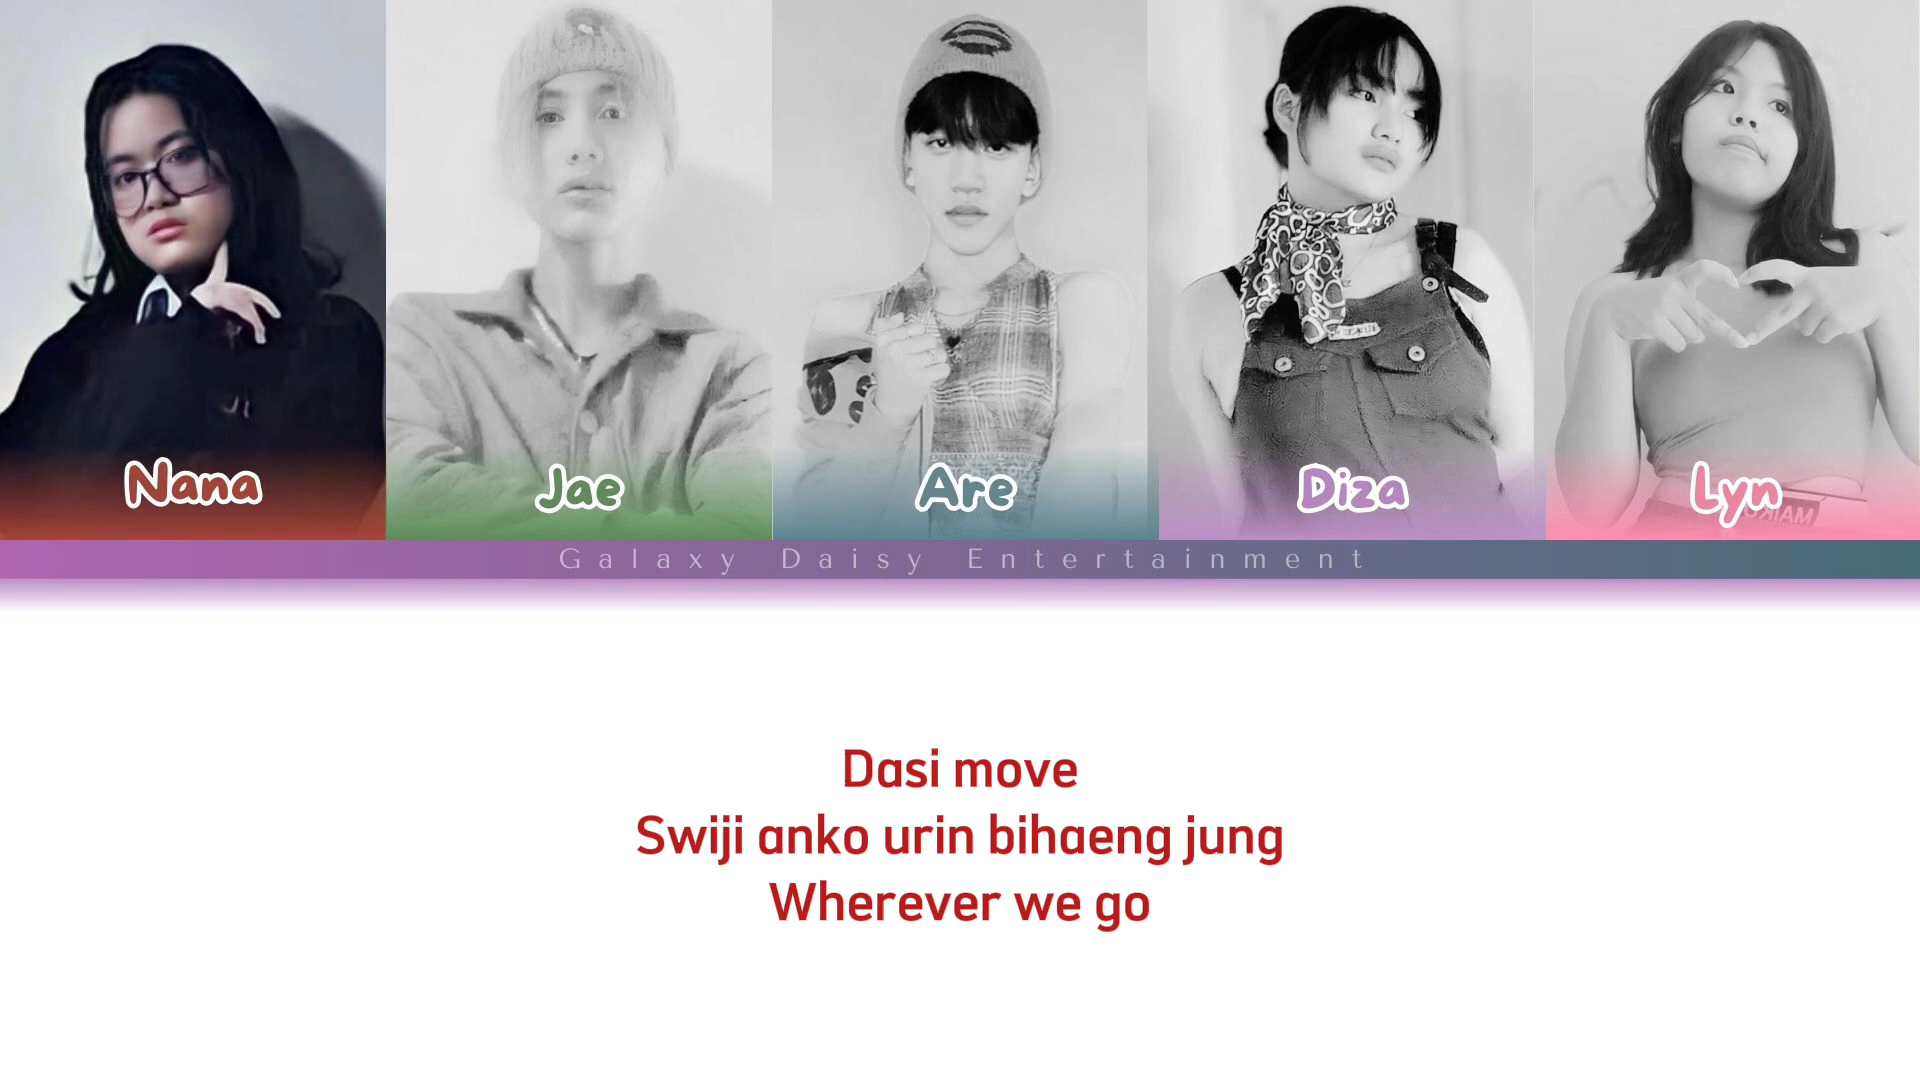 Nana
Jae
Are
Diza
Lyn
Galaxy Daisy Entertainment
Dasi move
Swiji anko urin bihaeng jung
Wherever we go